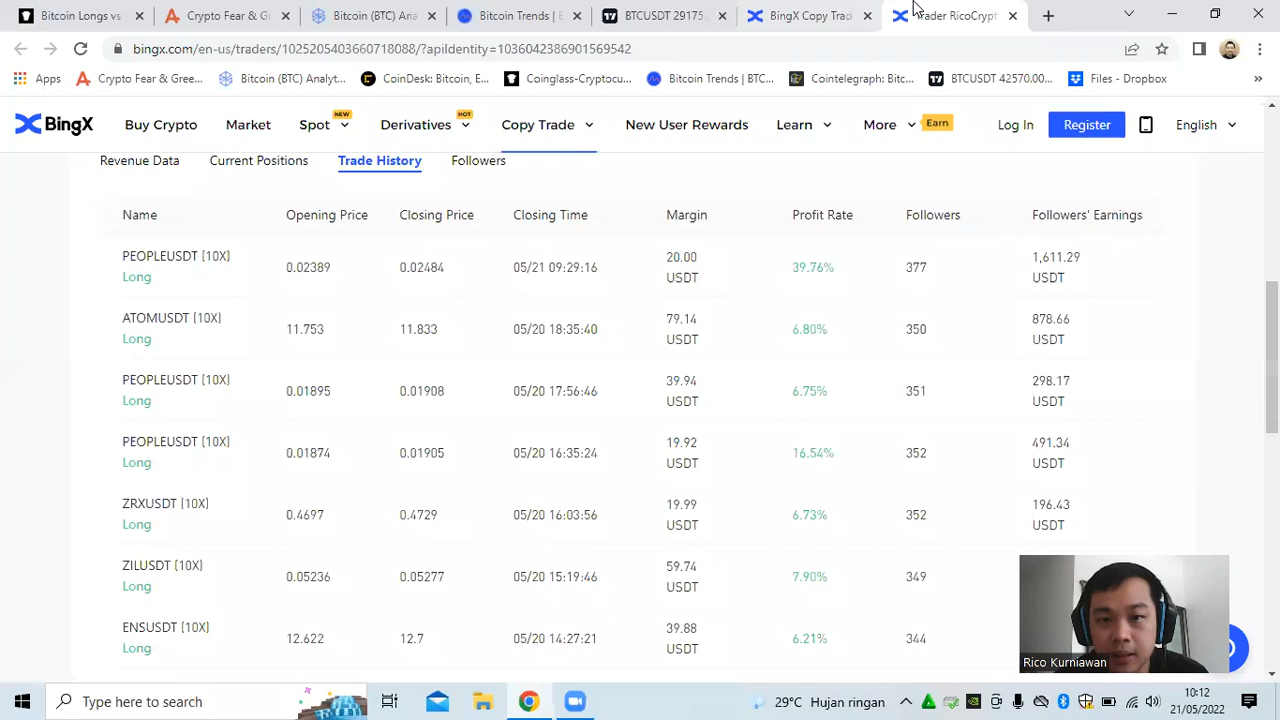 Bitcoin Longs vs
Crypto Fear & Gre
Bitcoin (BTC) Anal
Bitcoin Trends | B
BTCUSDT 29175
BingX Copy Trad
Trader RicoCrypt
bingx.com/en-us/traders/1025205403660718088/?apiIdentity=1036042386901569542
Apps
Crypto Fear & Gree...
Bitcoin (BTC) Analyt...
CoinDesk: Bitcoin, E...
Coinglass-Cryptocu...
Bitcoin Trends | BTC...
Cointelegraph: Bitc...
BTCUSDT 42570.00...
Files - Dropbox
»
BingX
Buy Crypto
Market
Spot
NEW
Derivatives
HOT
Copy Trade
New User Rewards
Learn
More
Earn
Log In
Register
English
Revenue Data
Current Positions
Trade History
Followers
Name Opening Price Closing Price Closing Time Margin Profit Rate Followers Followers' Earnings
PEOPLEUSDT (10X) 20.00 1,611.29
Long 0.02389 0.02484 05/21 09:29:16 USDT 39.76% 377 USDT
ATOMUSDT (10X) 79.14 878.66
Long 11.753 11.833 05/20 18:35:40 USDT 6.80% 350 USDT
PEOPLEUSDT (10X) 39.94 298.17
Long 0.01895 0.01908 05/20 17:56:46 USDT 6.75% 351 USDT
PEOPLEUSDT (10X) 19.92 491.34
Long 0.01874 0.01905 05/20 16:35:24 USDT 16.54% 352 USDT
ZRXUSDT (10X) 19.99 196.43
Long 0.4697 0.4729 05/20 16:03:56 USDT 6.73% 352 USDT
ZILUSDT (10X) 59.74
Long 0.05236 0.05277 05/20 15:19:46 USDT 7.90% 349
ENSUSDT (10X) 39.88
Long 12.622 12.7 05/20 14:27:21 USDT 6.21% 344
Rico Kurniawan
Type here to search
29°C Hujan ringan
10:12
21/05/2022